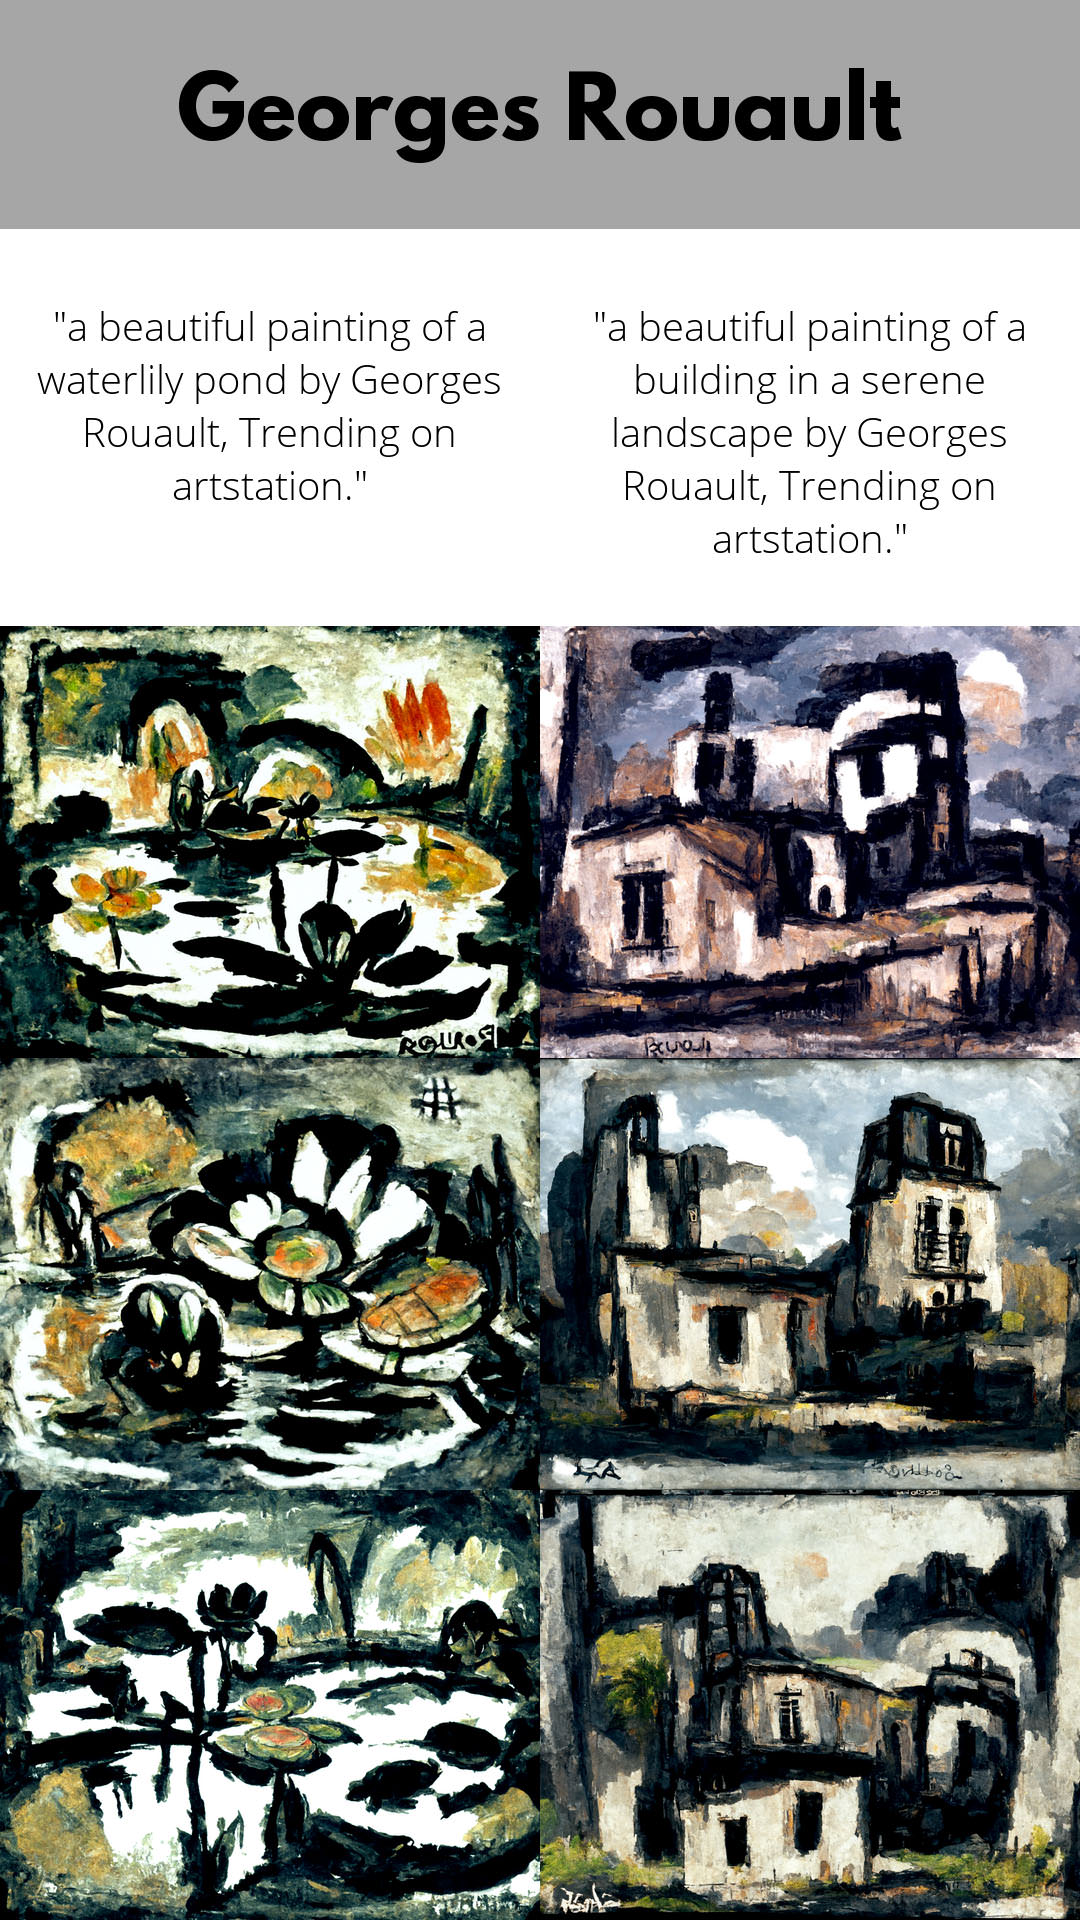 Georges Rouault
"a beautiful painting of a
waterlily pond by Georges
Rouault, Trending on
artstation."
"a beautiful painting of a
building in a serene
landscape by Georges
Rouault, Trending on
artstation."